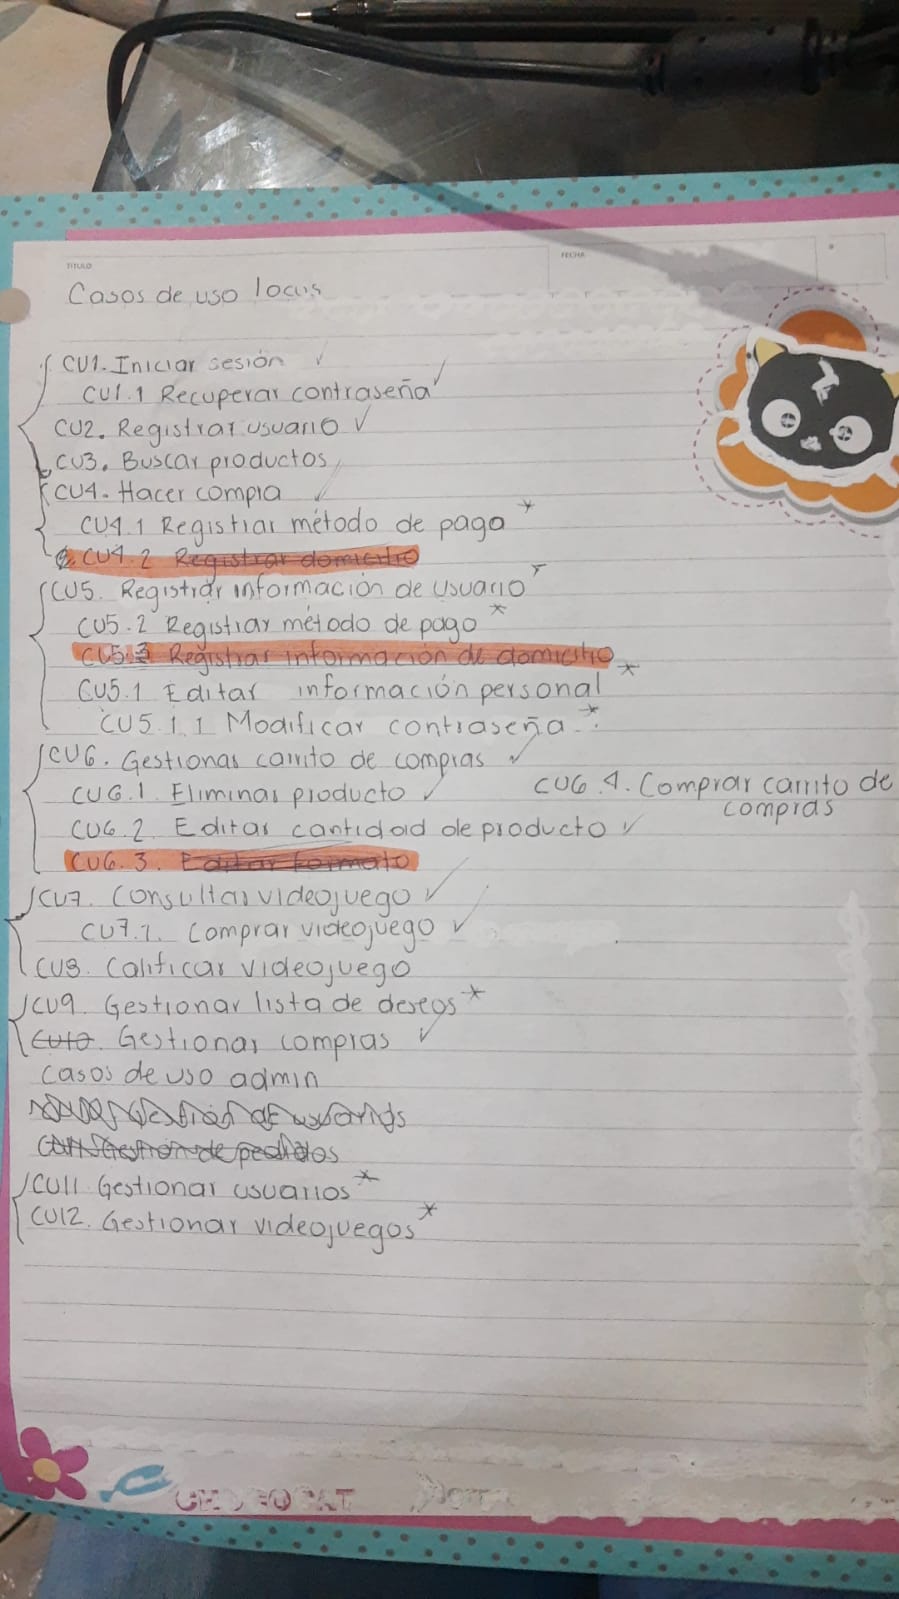 TITULO
FECHA
Casos de uso locus
CU1. Iniciar sesión ✓
CU1.1 Recuperar contraseña ✓
CU2. Registrar usuario ✓
CU3. Buscar productos
CU4. Hacer compra ✓
CU4.1 Registrar método de pago *
CU4.2 Registrar domicilio
CU5. Registrar información de usuario *
CU5.2 Registrar método de pago *
CU5.3 Registrar información de domicilio
CU5.1 Editar información personal *
CU5.1.1 Modificar contraseña *
CU6. Gestionar carrito de compras ✓
CU6.1. Eliminar producto ✓
CU6.4. Comprar carrito de
compras
CU6.2. Editar cantidad de producto ✓
CU6.3. Editar formato
CU7. Consultar videojuego ✓
CU7.1. Comprar videojuego ✓
CU8. Calificar videojuego
CU9. Gestionar lista de deseos *
CU10. Gestionar compras ✓
Casos de uso admin
Gestión de usuarios
Gestión de pedidos
CU11. Gestionar usuarios *
CU12. Gestionar videojuegos *
CHOCOCAT